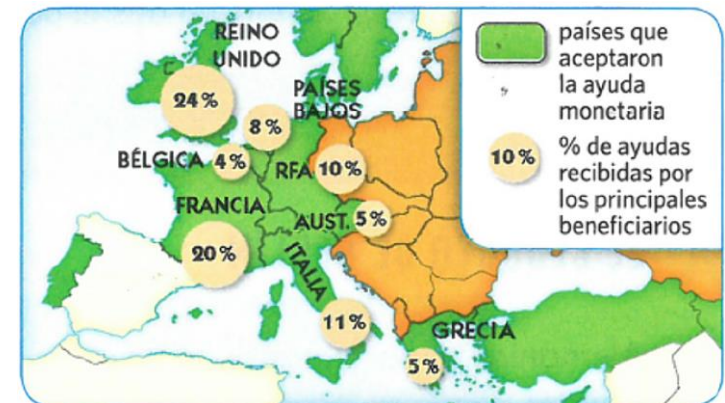 REINO
UNIDO
24 %
PAÍSES
BAJOS
8 %
BÉLGICA 4 %
RFA 10 %
FRANCIA
20 %
AUST. 5 %
ITALIA
11 %
GRECIA
5 %
países que
aceptaron
la ayuda
monetaria
10 % % de ayudas
recibidas por
los principales
beneficiarios